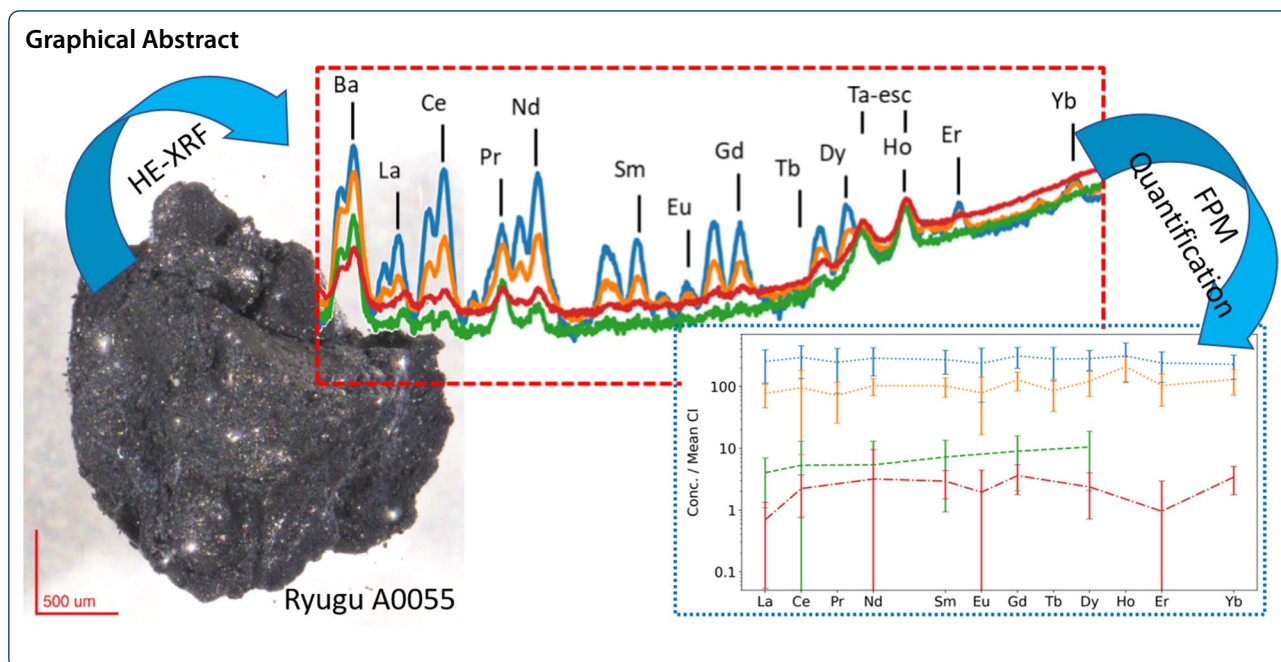 Graphical Abstract
HE-XRF
Ba
La
Ce
Pr
Nd
Sm
Eu
Gd
Tb
Dy
Ta-esc
Ho
Er
Yb
FPM
Quantification
500 um
Ryugu A0055
Conc. / Mean CI
100
10
1
0.1
La Ce Pr Nd Sm Eu Gd Tb Dy Ho Er Yb